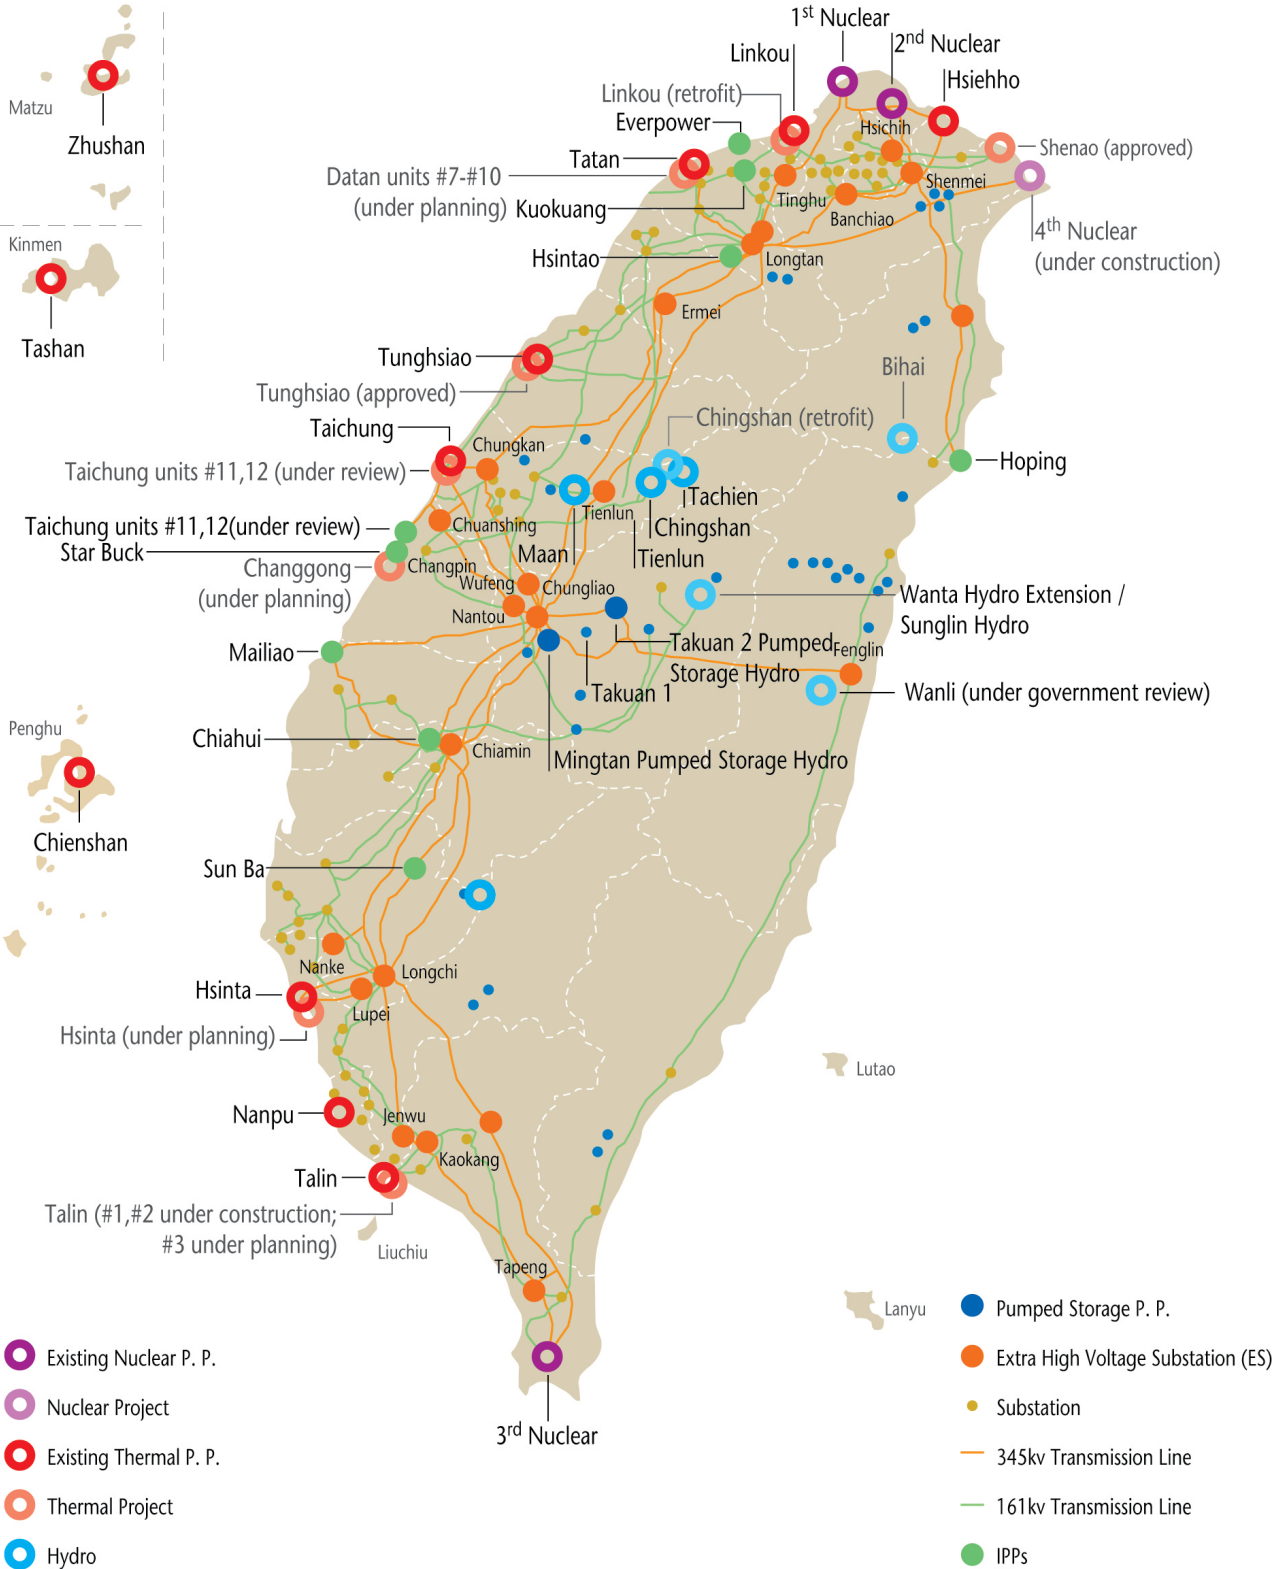 1st Nuclear
2nd Nuclear
Linkou
Hsiehho
Linkou (retrofit)
Everpower
Matzu
Hsichih
Zhushan
Tatan
Shenao (approved)
Datan units #7-#10
(under planning)
Shenmei
Kuokuang
Tinghu
Banchiao
4th Nuclear
(under construction)
Kinmen
Hsintao
Longtan
Ermei
Tashan
Tunghsiao
Bihai
Tunghsiao (approved)
Chingshan (retrofit)
Taichung
Chungkan
Taichung units #11,12 (under review)
Hoping
Tachien
Tienlun
Taichung units #11,12(under review)
Chuanshing
Chingshan
Star Buck
Maan
Tienlun
Changgong
(under planning)
Changpin
Wufeng
Chungliao
Wanta Hydro Extension /
Sunglin Hydro
Nantou
Mailiao
Takuan 2 Pumped
Storage Hydro
Fenglin
Takuan 1
Wanli (under government review)
Penghu
Chiahui
Chiamin
Mingtan Pumped Storage Hydro
Chienshan
Sun Ba
Nanke
Longchi
Hsinta
Lupei
Hsinta (under planning)
Lutao
Nanpu
Jenwu
Kaokang
Talin
Talin (#1,#2 under construction;
#3 under planning)
Liuchiu
Tapeng
Lanyu
3rd Nuclear
Existing Nuclear P. P.
Nuclear Project
Existing Thermal P. P.
Thermal Project
Hydro
Pumped Storage P. P.
Extra High Voltage Substation (ES)
Substation
345kv Transmission Line
161kv Transmission Line
IPPs